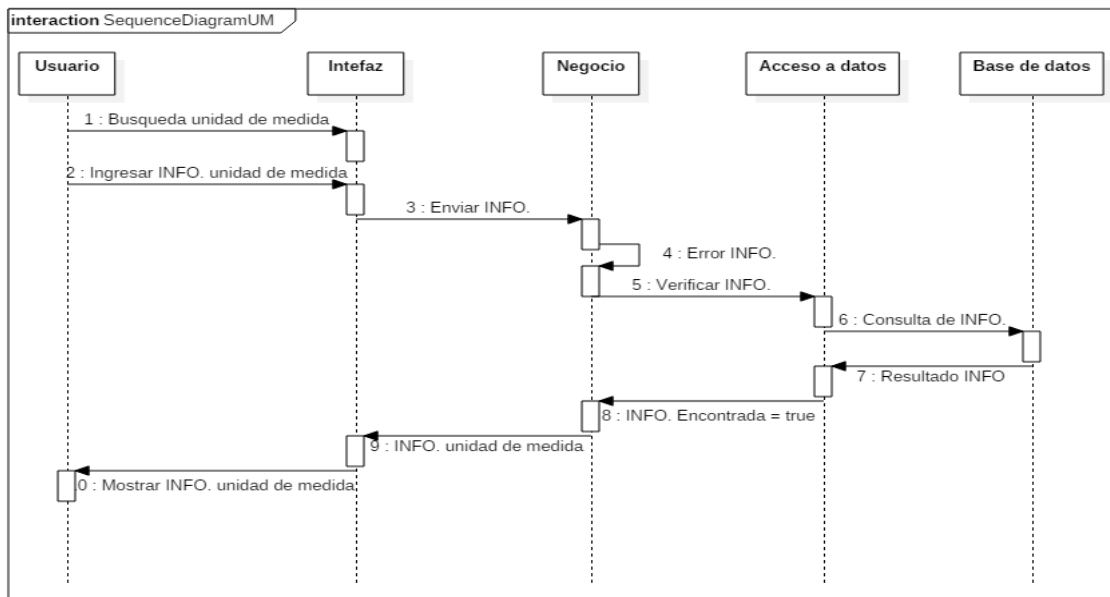 interaction SequenceDiagramUM
Usuario
Intefaz
Negocio
Acceso a datos
Base de datos
1 : Busqueda unidad de medida
2 : Ingresar INFO. unidad de medida
3 : Enviar INFO.
4 : Error INFO.
5 : Verificar INFO.
6 : Consulta de INFO.
7 : Resultado INFO
8 : INFO. Encontrada = true
9 : INFO. unidad de medida
0 : Mostrar INFO. unidad de medida